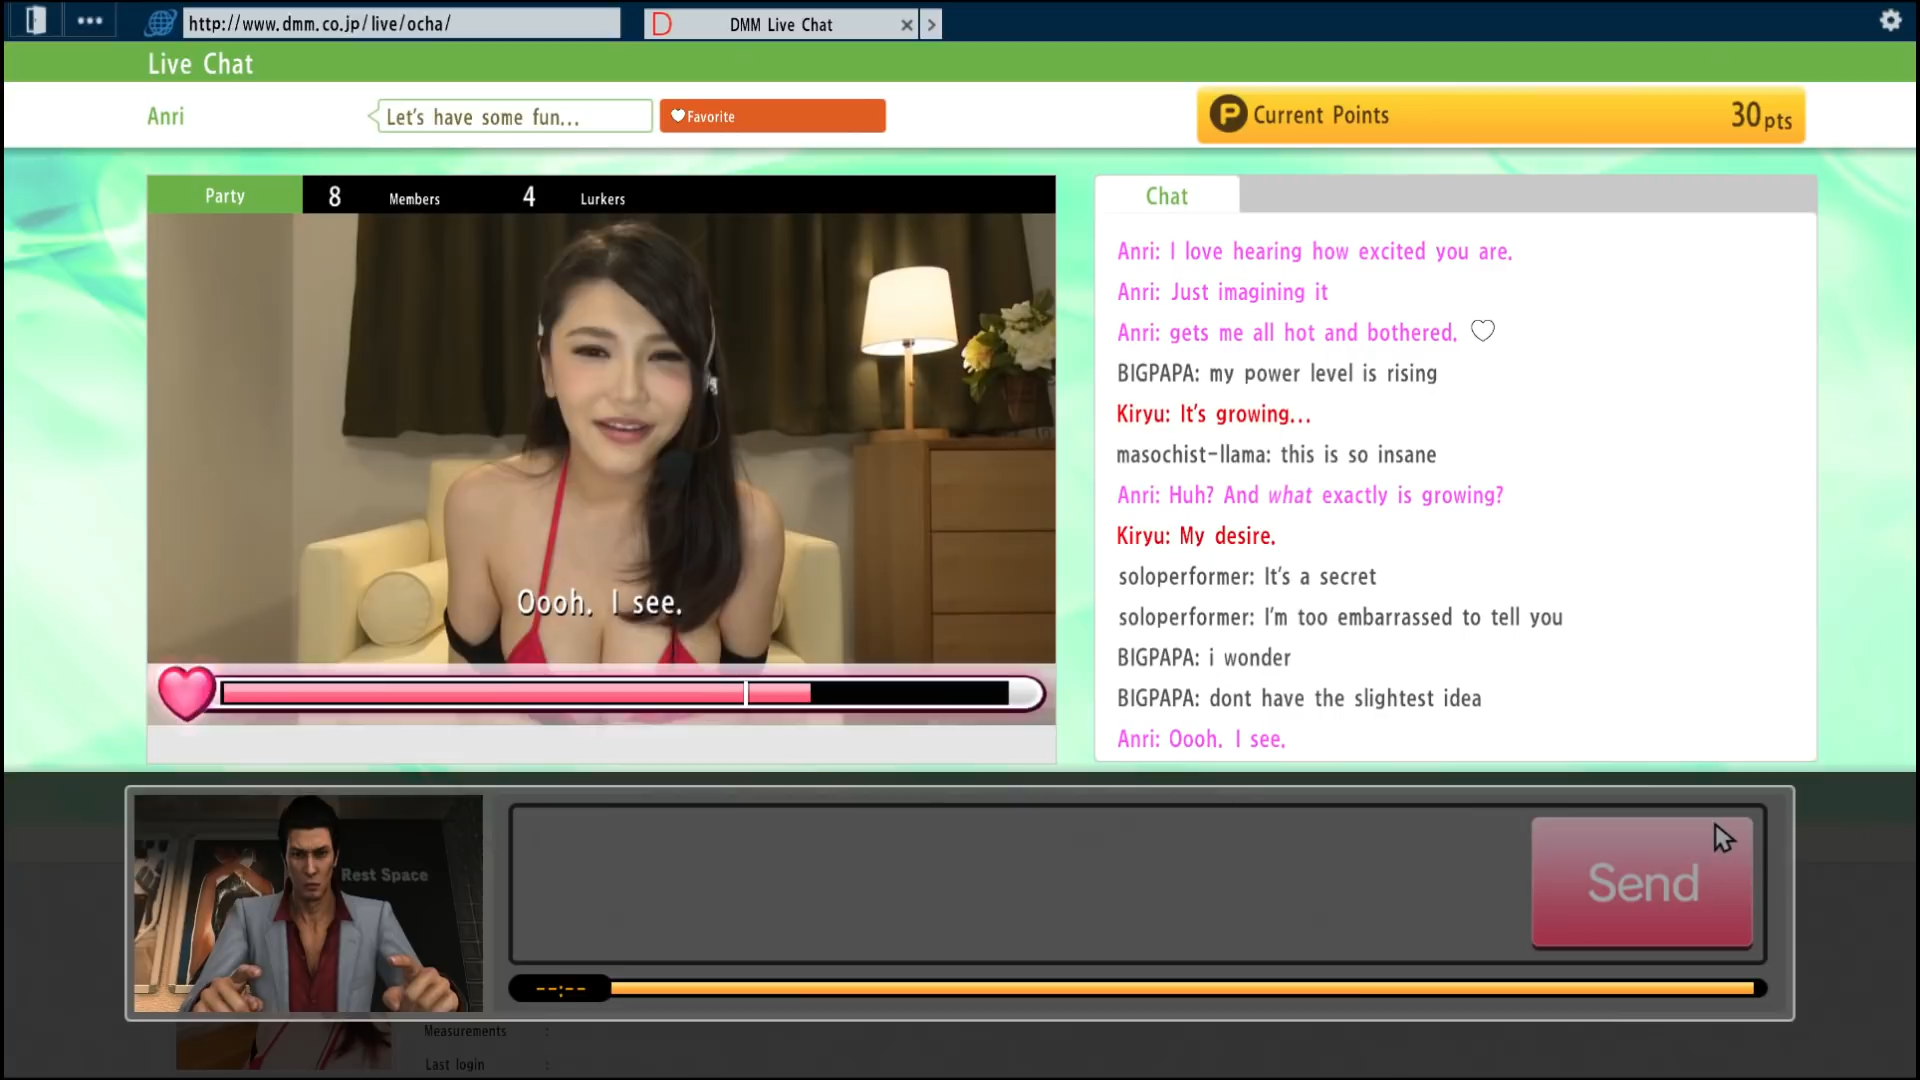 http://www.dmm.co.jp/live/ocha/
DMM Live Chat
Live Chat
Anri
Let's have some fun...
Favorite
P Current Points
30pts
Party 8 Members 4 Lurkers
Chat
Anri: I love hearing how excited you are.
Anri: Just imagining it
Anri: gets me all hot and bothered. ♡
BIGPAPA: my power level is rising
Kiryu: It's growing...
masochist-llama: this is so insane
Anri: Huh? And what exactly is growing?
Kiryu: My desire.
soloperformer: It's a secret
soloperformer: I'm too embarrassed to tell you
BIGPAPA: i wonder
BIGPAPA: dont have the slightest idea
Anri: Oooh. I see.
Oooh. I see.
Rest Space
Send
--:--
Measurements :
Last login :